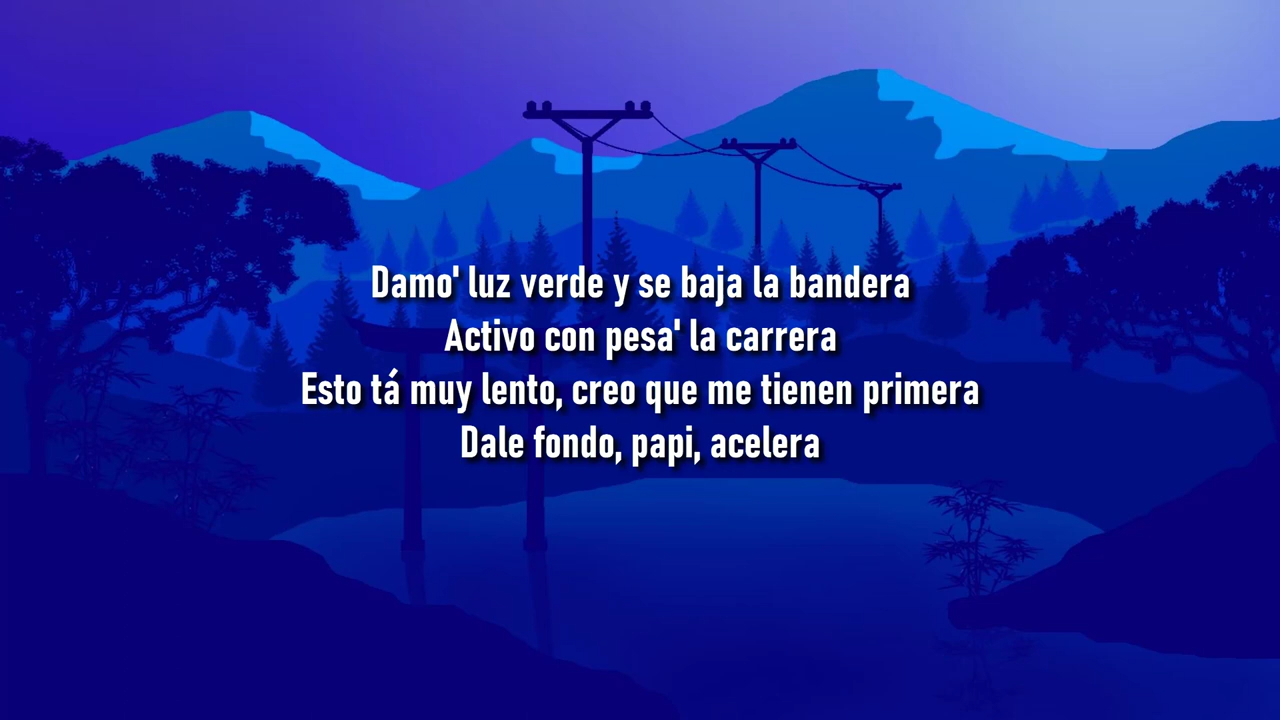 Damo' luz verde y se baja la bandera
Activo con pesa' la carrera
Esto tá muy lento, creo que me tienen primera
Dale fondo, papi, acelera